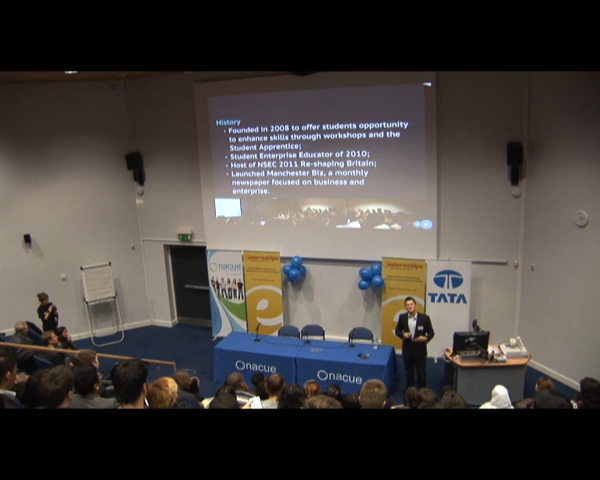 History
• Founded in 2008 to offer students opportunity
to enhance skills through workshops and the
Student Apprentice;
• Student Enterprise Educator of 2010;
• Host of NSEC 2011 Re-shaping Britain;
• Launched Manchester Biz, a monthly
newspaper focused on business and
enterprise.
nacue
TATA
nacue
nacue